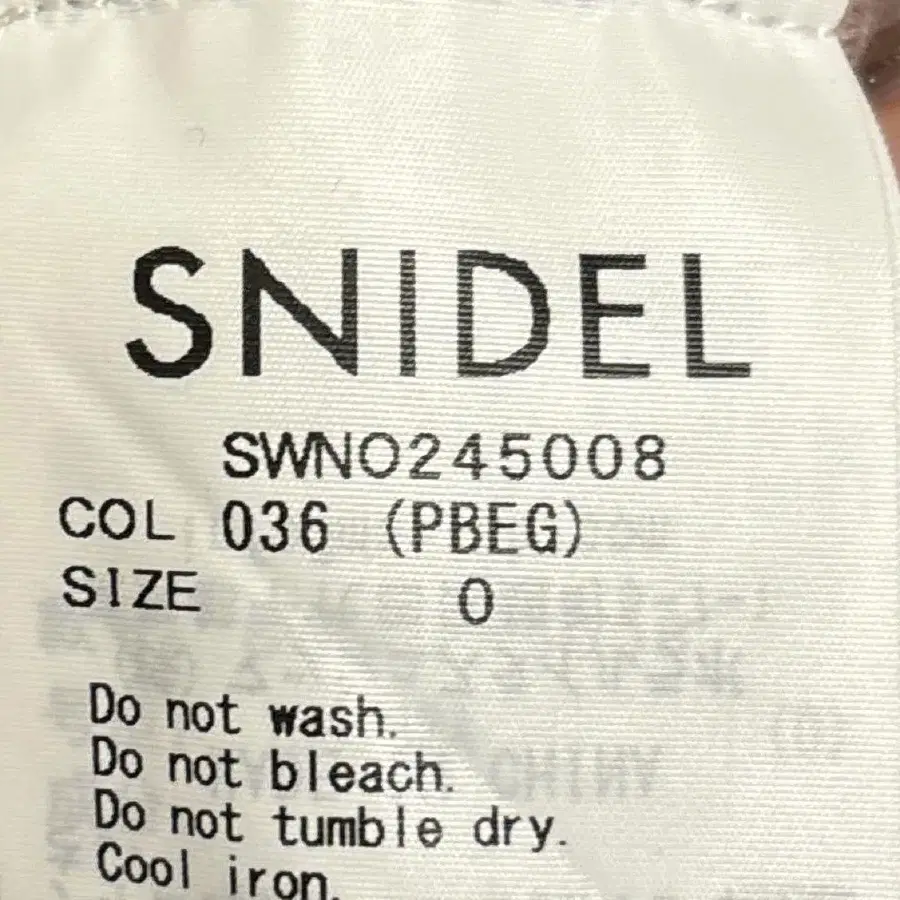 SNIDEL
SWNO245008
COL 036 (PBEG)
SIZE 0
Do not wash.
Do not bleach.
Do not tumble dry.
Cool iron.